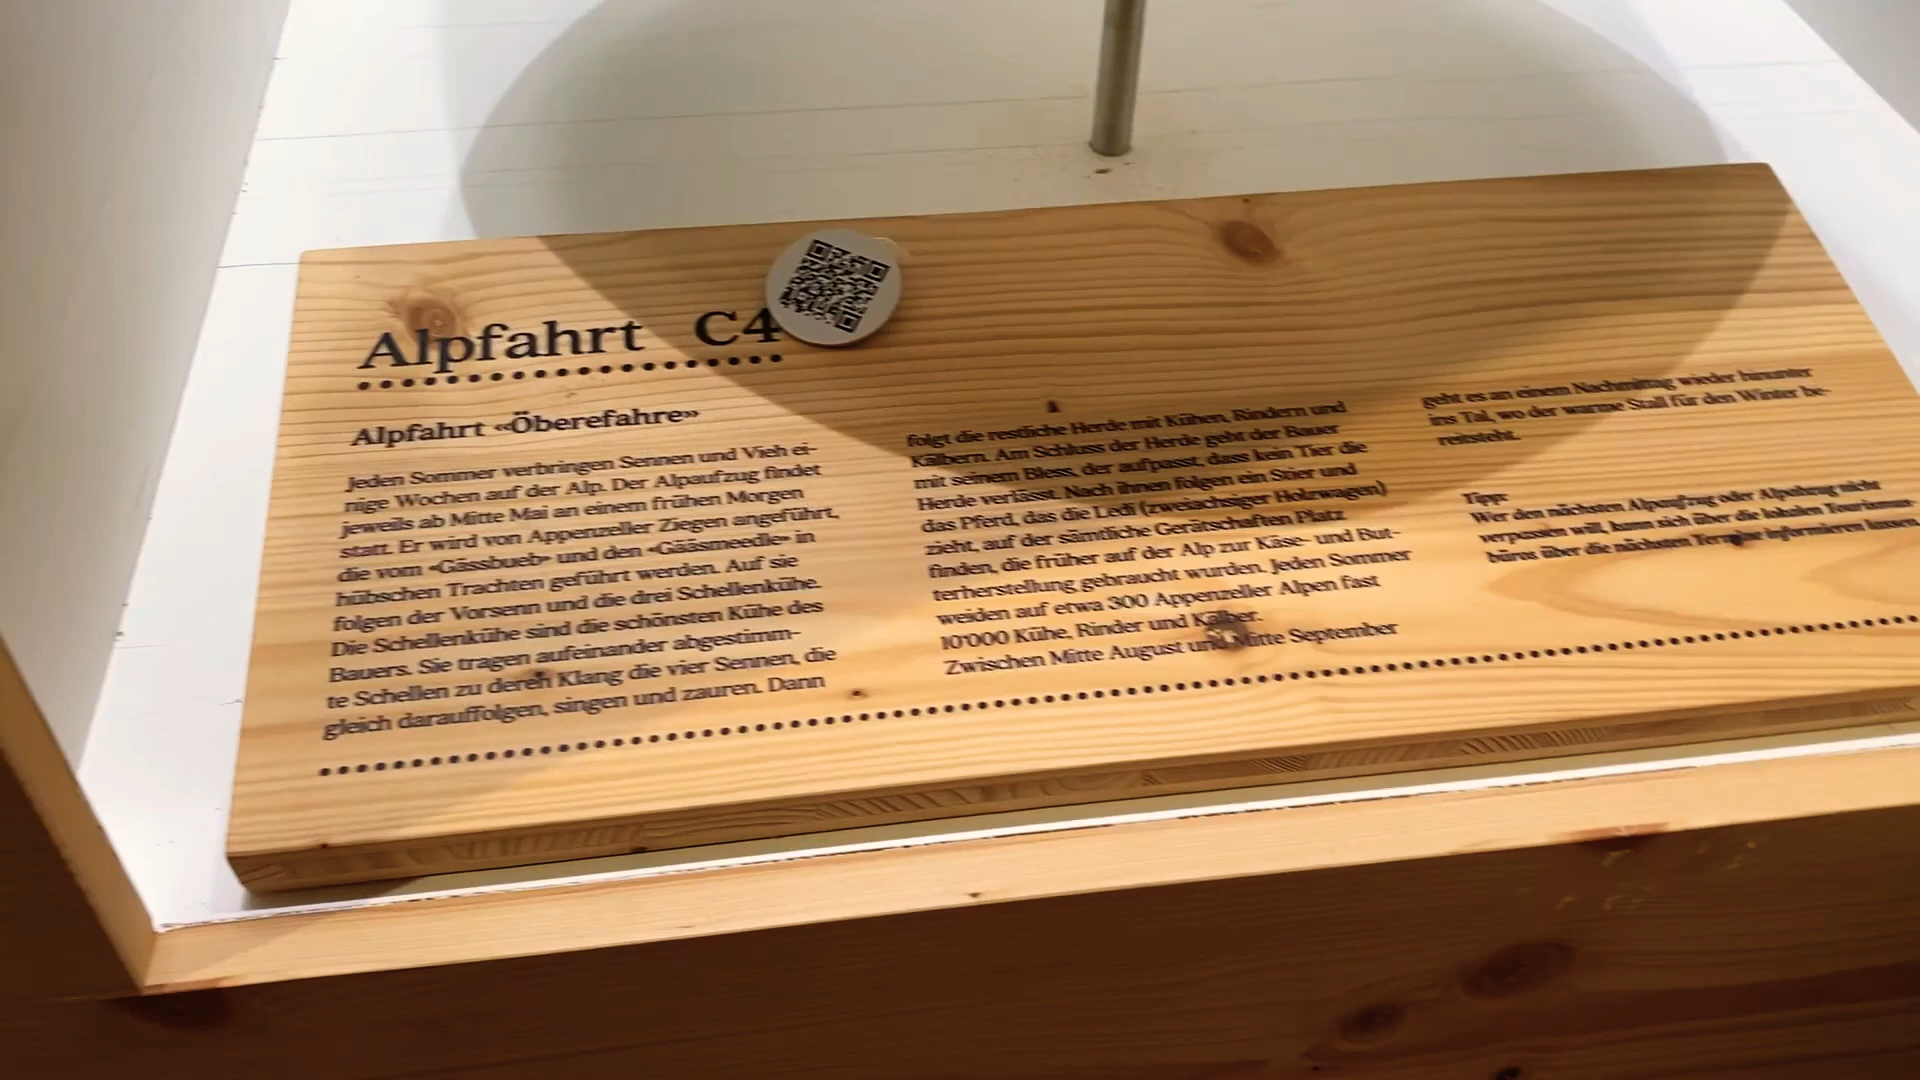 Alpfahrt C4
Alpfahrt «Öberefahre»
Jeden Sommer verbringen Sennen und Vieh ei-
nige Wochen auf der Alp. Der Alpaufzug findet
jeweils ab Mitte Mai an einem frühen Morgen
statt. Er wird von Appenzeller Ziegen angeführt,
die vom «Gässbueb» und den «Gääsmeedle» in
hübschen Trachten geführt werden. Auf sie
folgen der Vorsenn und die drei Schellenkühe.
Die Schellenkühe sind die schönsten Kühe des
Bauers. Sie tragen aufeinander abgestimm-
te Schellen zu deren Klang die vier Sennen, die
gleich darauffolgen, singen und zauren. Dann
folgt die restliche Herde mit Kühen, Rindern und
Kälbern. Am Schluss der Herde geht der Bauer
mit seinem Bless, der aufpasst, dass kein Tier die
Herde verlässt. Nach ihnen folgen ein Stier und
das Pferd, das die Ledi (zweiachsiger Holzwagen)
zieht, auf der sämtliche Gerätschaften Platz
finden, die früher auf der Alp zur Käse- und But-
terherstellung gebraucht wurden. Jeden Sommer
weiden auf etwa 300 Appenzeller Alpen fast
10'000 Kühe, Rinder und Kälber.
Zwischen Mitte August und Mitte September
geht es an einem Nachmittag wieder hinunter
ins Tal, wo der warme Stall für den Winter be-
reitsteht.
Tipp:
Wer den nächsten Alpaufzug oder Alpabzug nicht
verpassen will, kann sich über die lokalen Tourismus-
büros über die nächsten Termine informieren lassen.